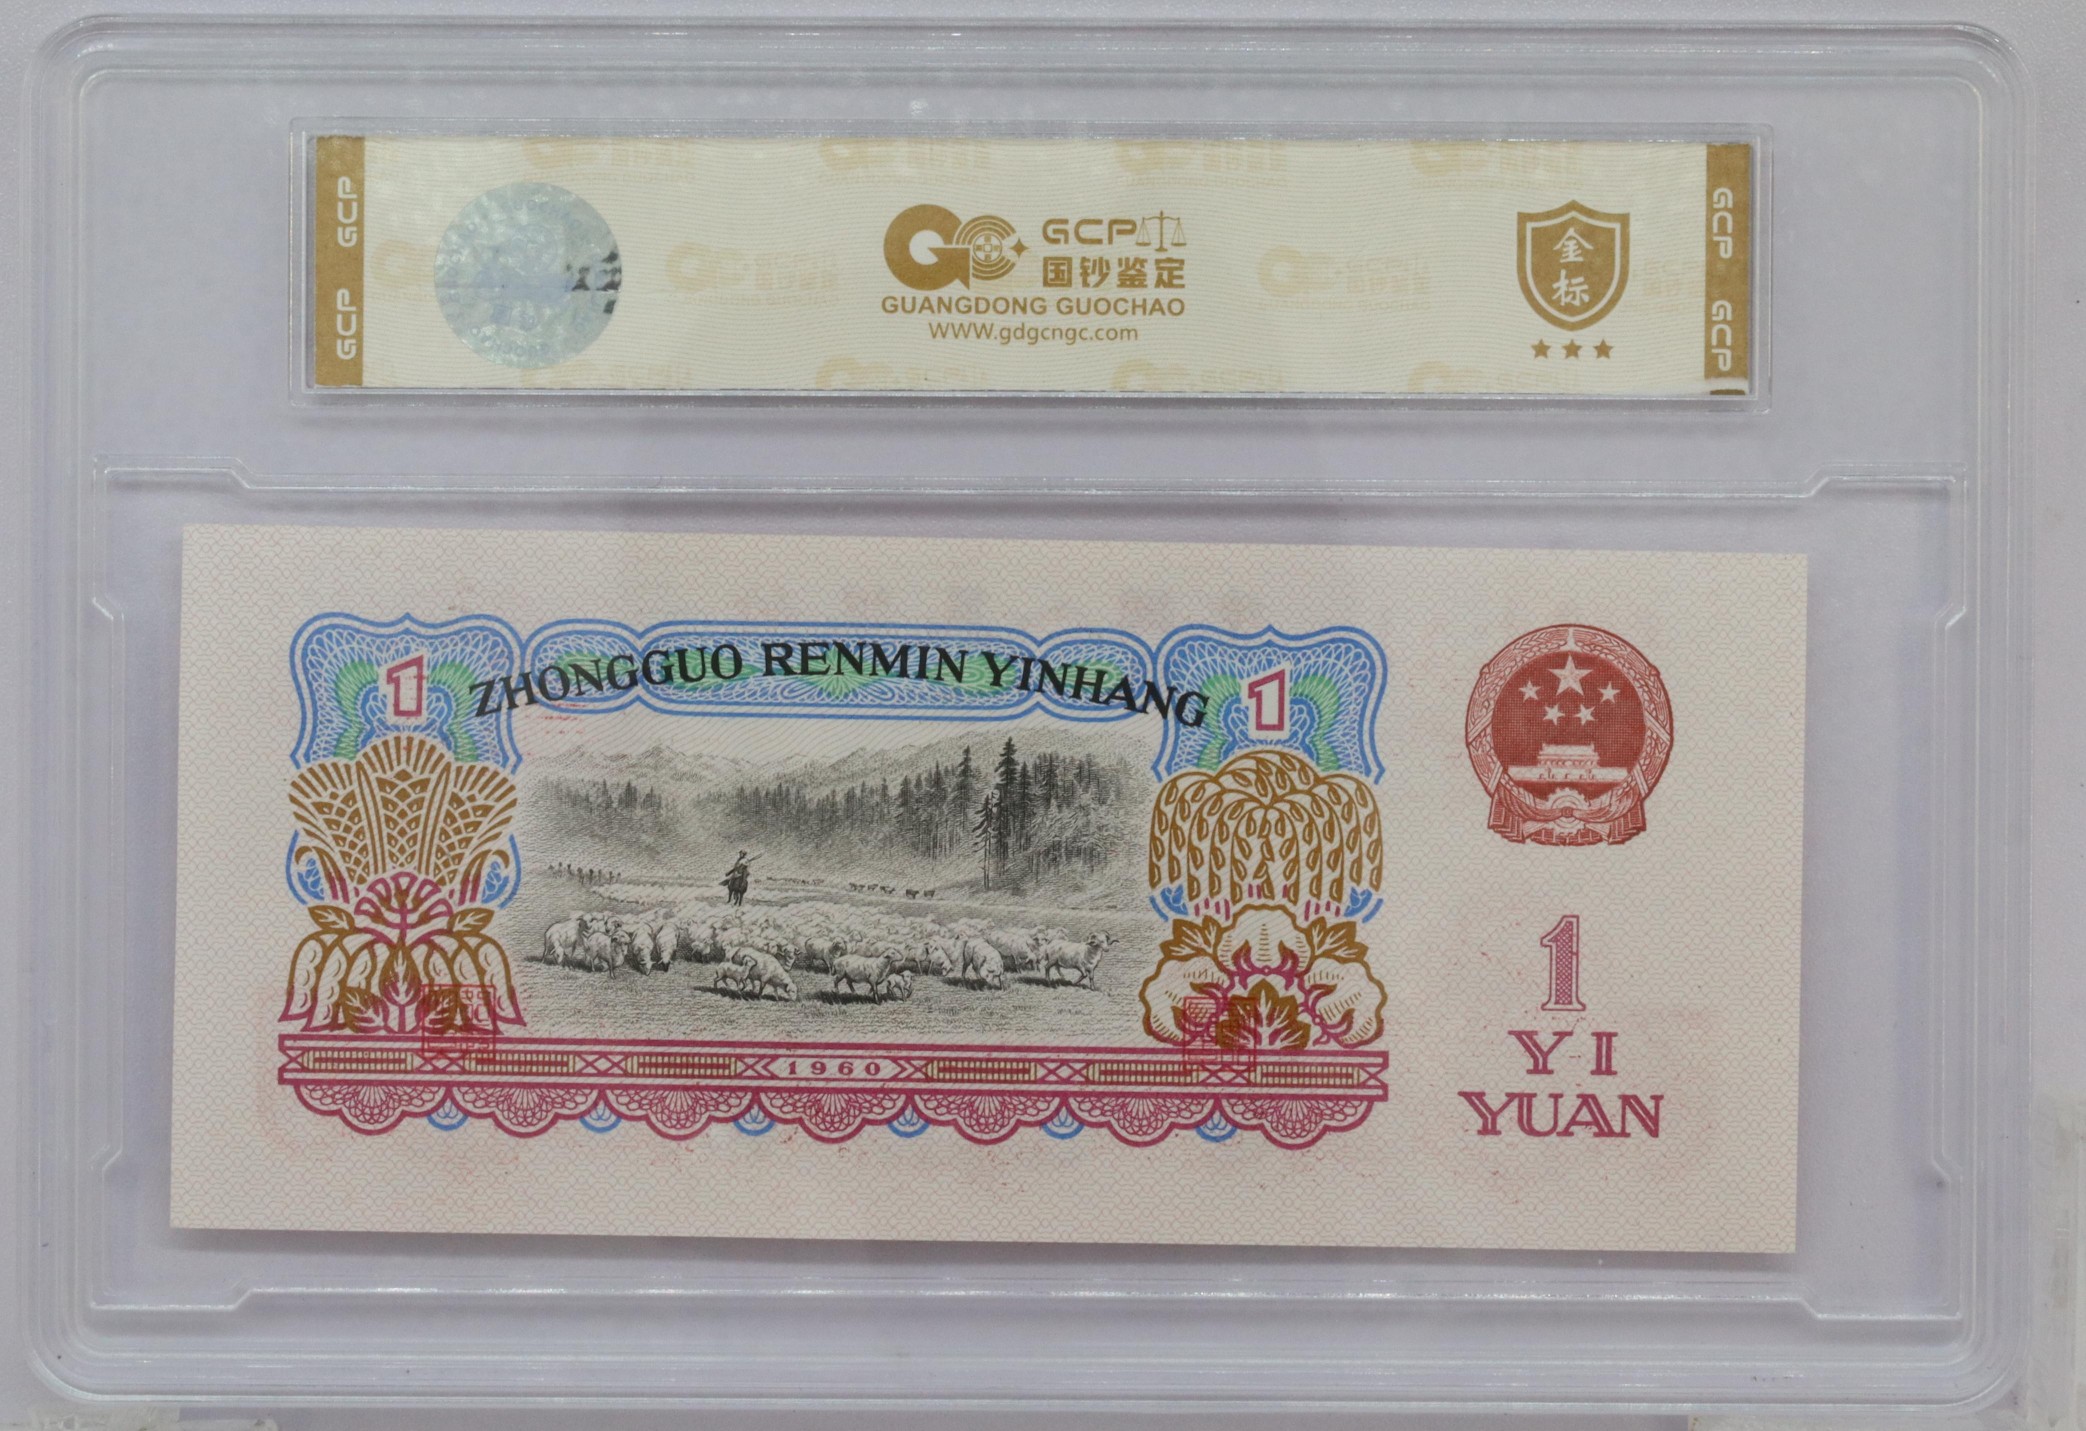 GCP GCP
GCP
国钞鉴定
GUANGDONG GUOCHAO
WWW.gdgcngc.com
金
标
GCP GCP
1
ZHONGGUO RENMIN YINHANG
1
1960
1
YI
YUAN